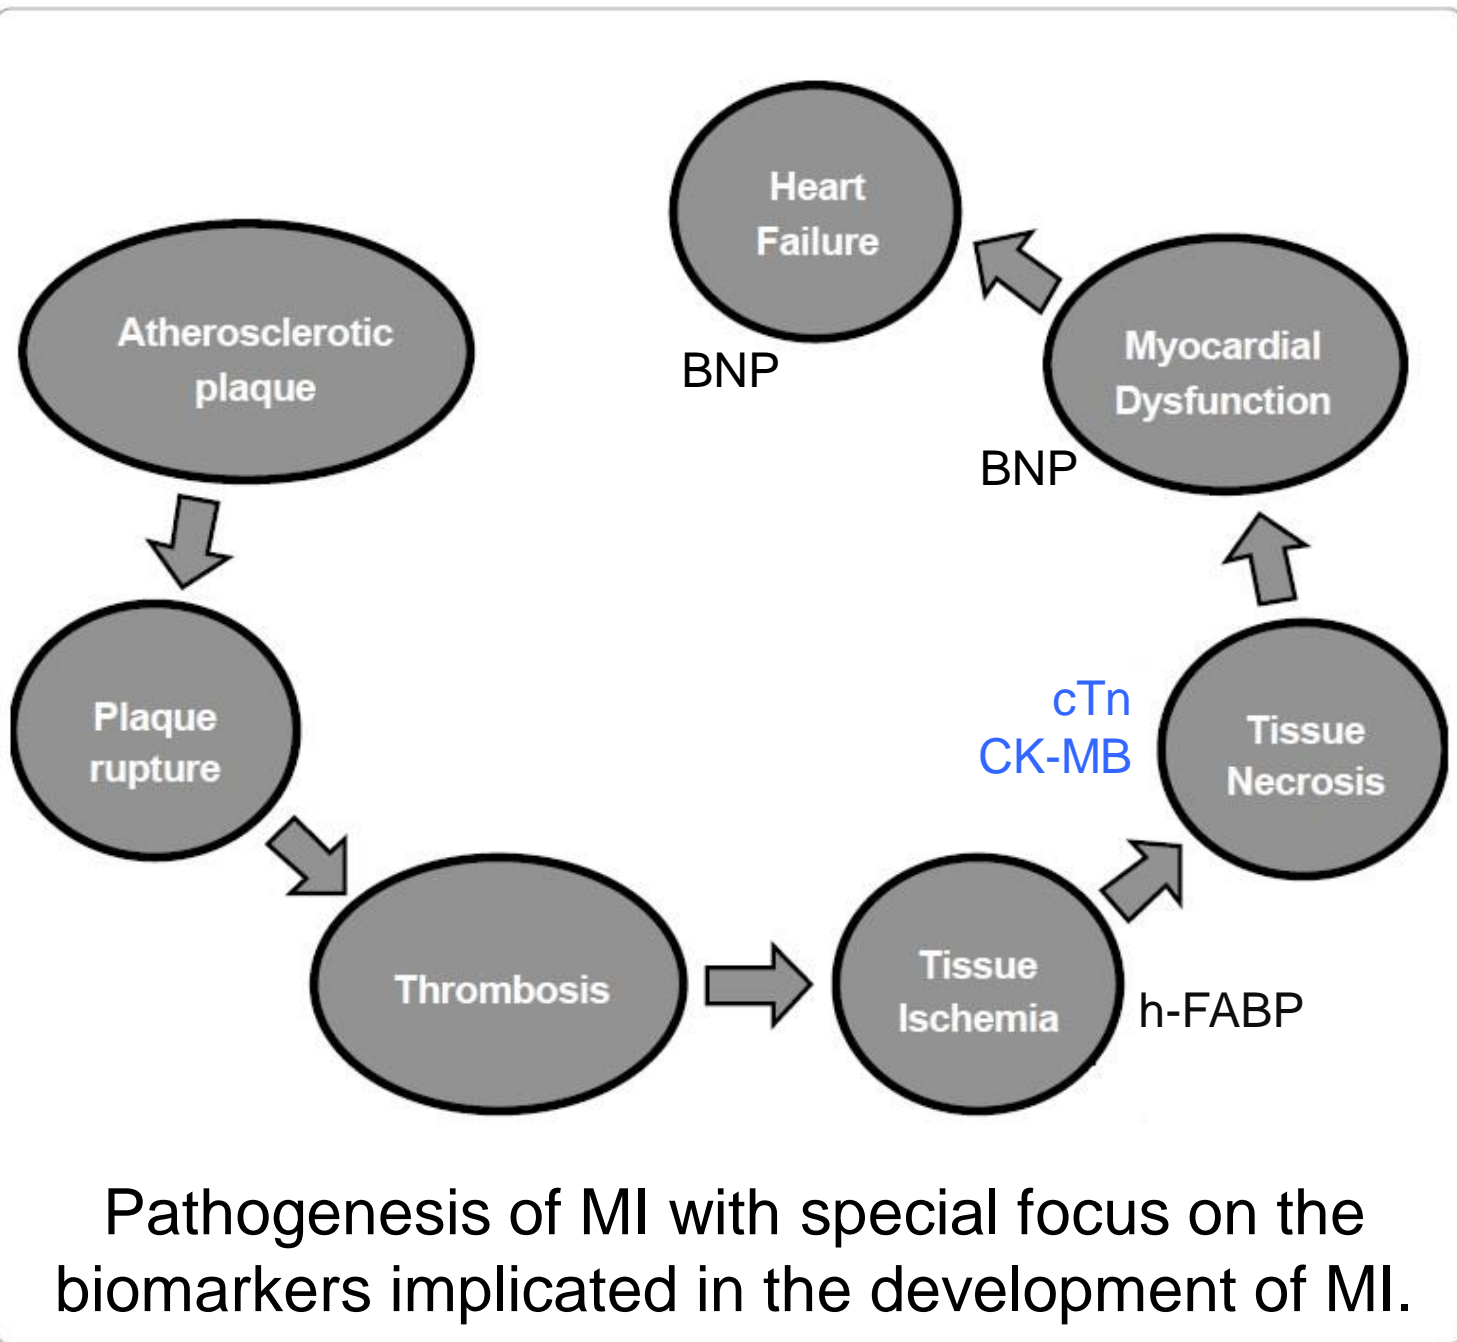 Atherosclerotic
plaque
Plaque
rupture
Thrombosis
Tissue
Ischemia
h-FABP
Tissue
Necrosis
cTn
CK-MB
Myocardial
Dysfunction
BNP
Heart
Failure
BNP
Pathogenesis of MI with special focus on the
biomarkers implicated in the development of MI.